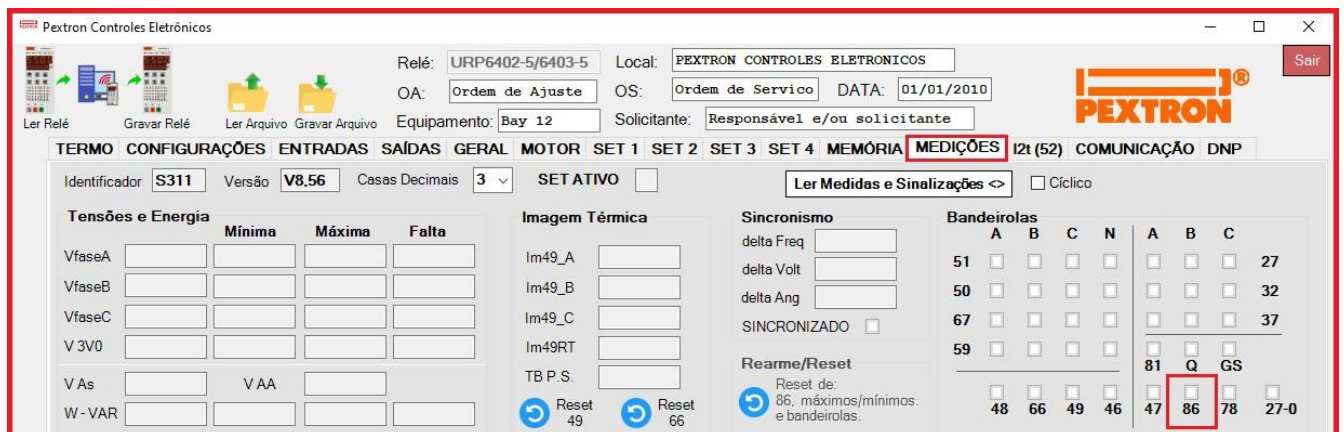 Pextron Controles Eletrônicos
Relé: URP6402-5/6403-5 Local: PEXTRON CONTROLES ELETRONICOS Sair
OA: Ordem de Ajuste OS: Ordem de Servico DATA: 01/01/2010
Ler Relé Gravar Relé Ler Arquivo Gravar Arquivo Equipamento: Bay 12 Solicitante: Responsável e/ou solicitante PEXTRON®
TERMO CONFIGURAÇÕES ENTRADAS SAÍDAS GERAL MOTOR SET 1 SET 2 SET 3 SET 4 MEMÓRIA MEDIÇÕES I2t (52) COMUNICAÇÃO DNP
Identificador S311 Versão V8.56 Casas Decimais 3 SET ATIVO Ler Medidas e Sinalizações <> Cíclico
Tensões e Energia
Mínima Máxima Falta
VfaseA
VfaseB
VfaseC
V 3V0
V As V AA
W - VAR
Imagem Térmica
Im49_A
Im49_B
Im49_C
Im49RT
TB P.S.
Reset 49 Reset 66
Sincronismo
delta Freq
delta Volt
delta Ang
SINCRONIZADO
Rearme/Reset
Reset de:
86, máximos/mínimos.
e bandeirolas.
Bandeirolas
A B C N A B C
51 27
50 32
67 37
59
81 Q GS
48 66 49 46 47 86 78 27-0